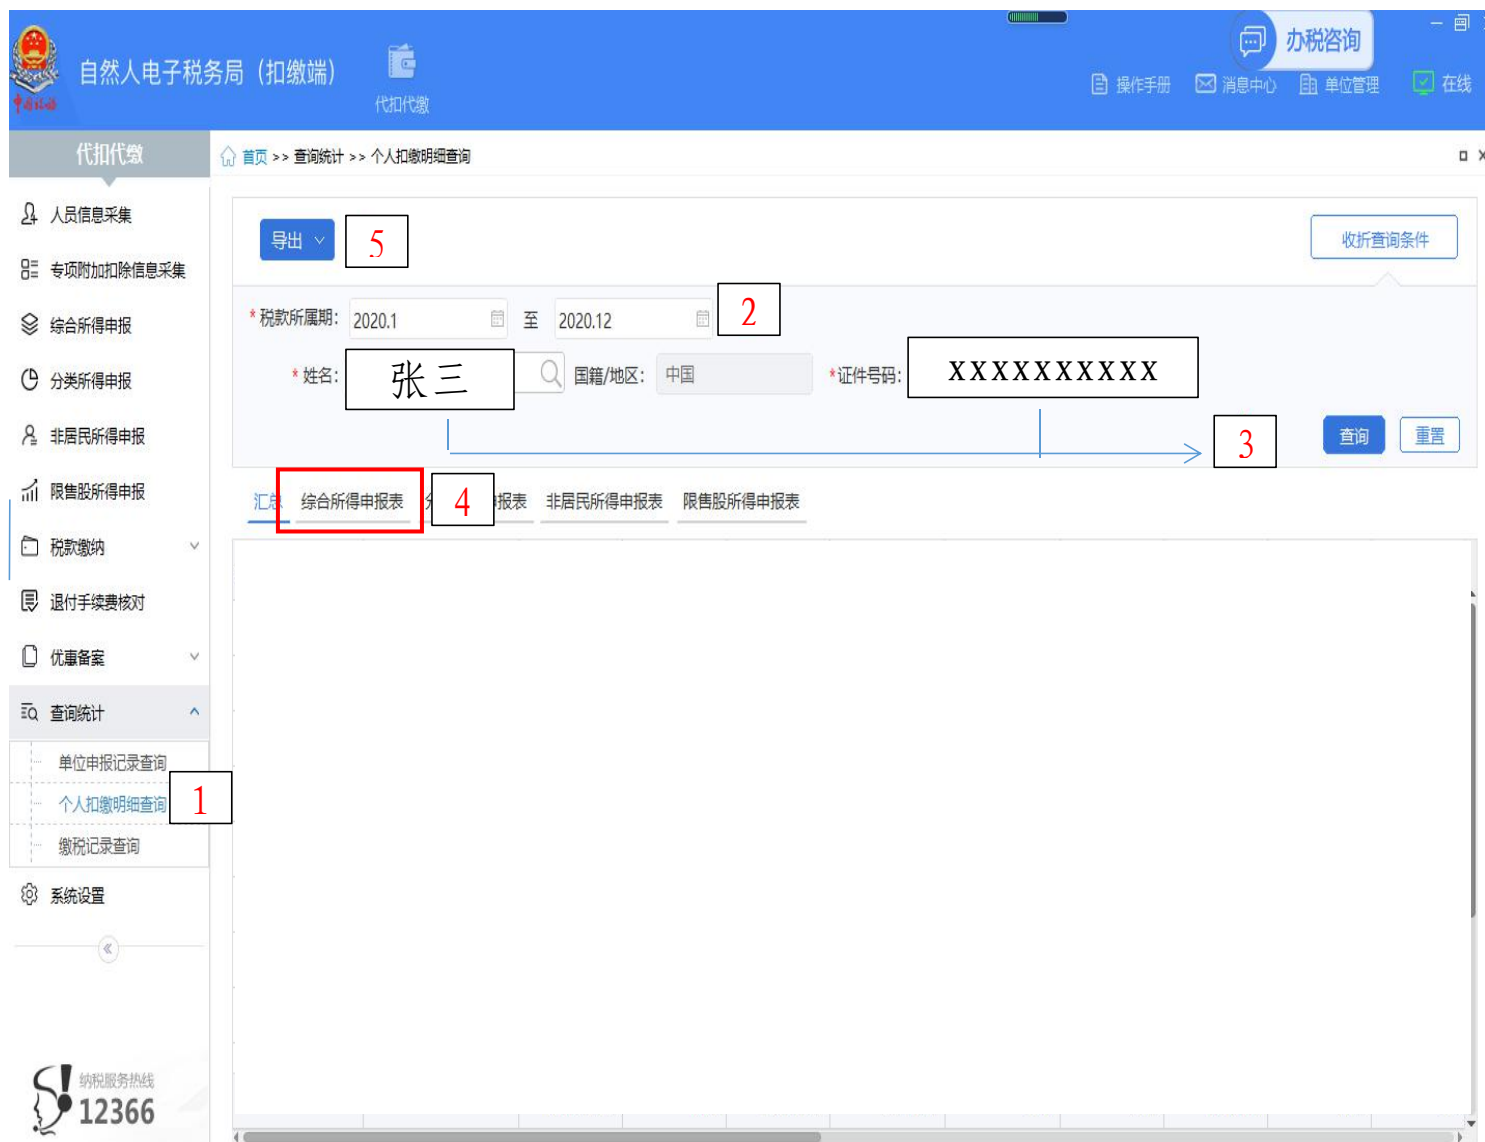 办税咨询
自然人电子税务局（扣缴端）
代扣代缴
操作手册 消息中心 单位管理 在线
代扣代缴
首页 >> 查询统计 >> 个人扣缴明细查询
人员信息采集
专项附加扣除信息采集
综合所得申报
分类所得申报
非居民所得申报
限售股所得申报
税款缴纳
退付手续费核对
优惠备案
查询统计
单位申报记录查询
个人扣缴明细查询 1
缴税记录查询
系统设置
纳税服务热线
12366
导出 5 收折查询条件
*税款所属期： 2020.1 至 2020.12 2
*姓名： 张三 国籍/地区： 中国 *证件号码： xxxxxxxxxx
3 查询 重置
汇总 综合所得申报表 4 报表 非居民所得申报表 限售股所得申报表